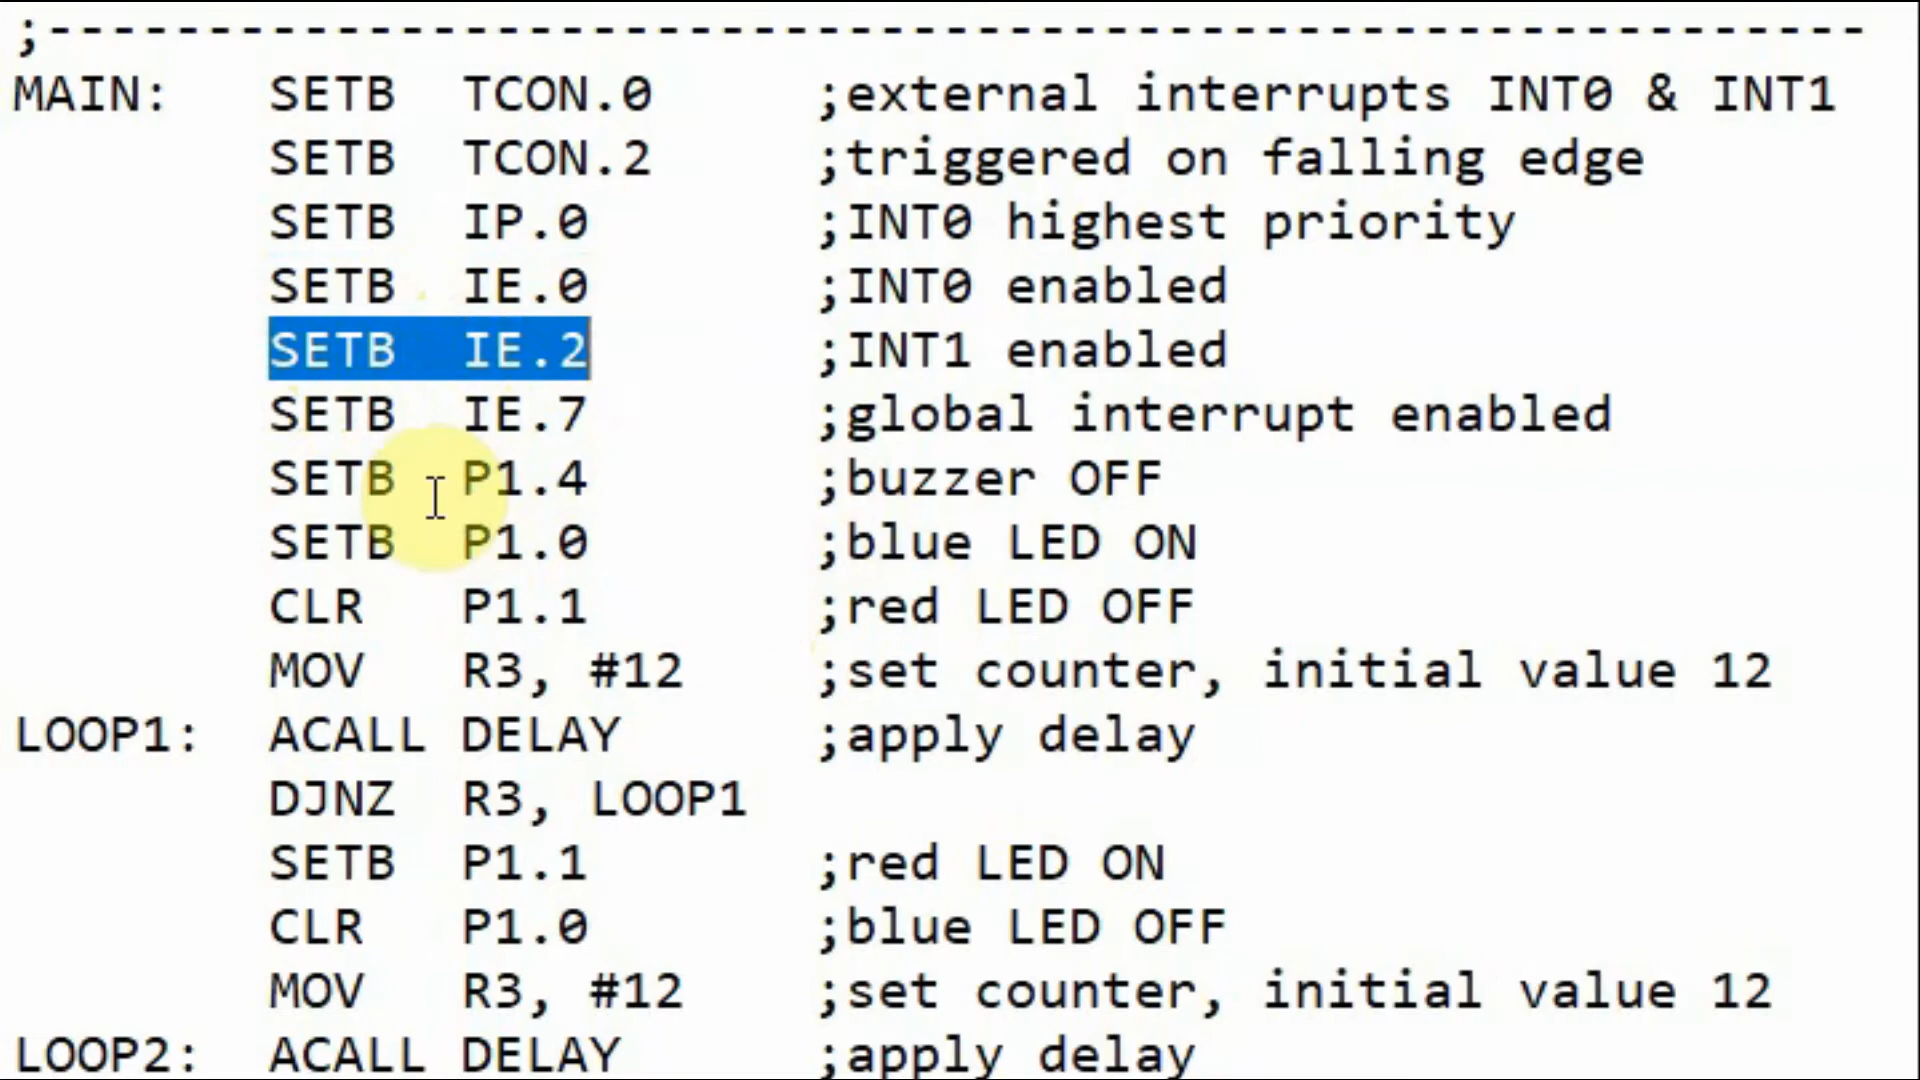 ;---------------------------------------------------------
MAIN: SETB TCON.0 ;external interrupts INT0 & INT1
SETB TCON.2 ;triggered on falling edge
SETB IP.0 ;INT0 highest priority
SETB IE.0 ;INT0 enabled
SETB IE.2 ;INT1 enabled
SETB IE.7 ;global interrupt enabled
SETB P1.4 ;buzzer OFF
SETB P1.0 ;blue LED ON
CLR P1.1 ;red LED OFF
MOV R3, #12 ;set counter, initial value 12
LOOP1: ACALL DELAY ;apply delay
DJNZ R3, LOOP1
SETB P1.1 ;red LED ON
CLR P1.0 ;blue LED OFF
MOV R3, #12 ;set counter, initial value 12
LOOP2: ACALL DELAY ;apply delay